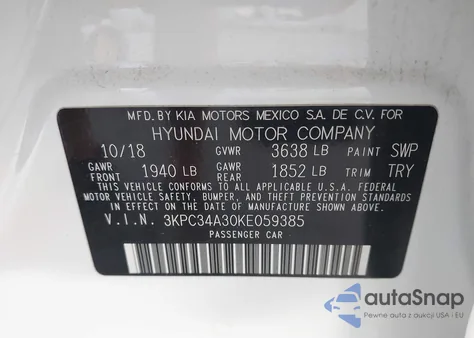 MFD. BY KIA MOTORS MEXICO S.A. DE C.V. FOR
HYUNDAI MOTOR COMPANY
10/18 GVWR 3638 LB PAINT SWP
GAWR FRONT 1940 LB GAWR REAR 1852 LB TRIM TRY
THIS VEHICLE CONFORMS TO ALL APPLICABLE U.S.A. FEDERAL
MOTOR VEHICLE SAFETY, BUMPER, AND THEFT PREVENTION STANDARDS
IN EFFECT ON THE DATE OF MANUFACTURE SHOWN ABOVE.
V.I.N. 3KPC34A30KE059385
PASSENGER CAR
autoSnap
Pewne auta z aukcji USA i EU